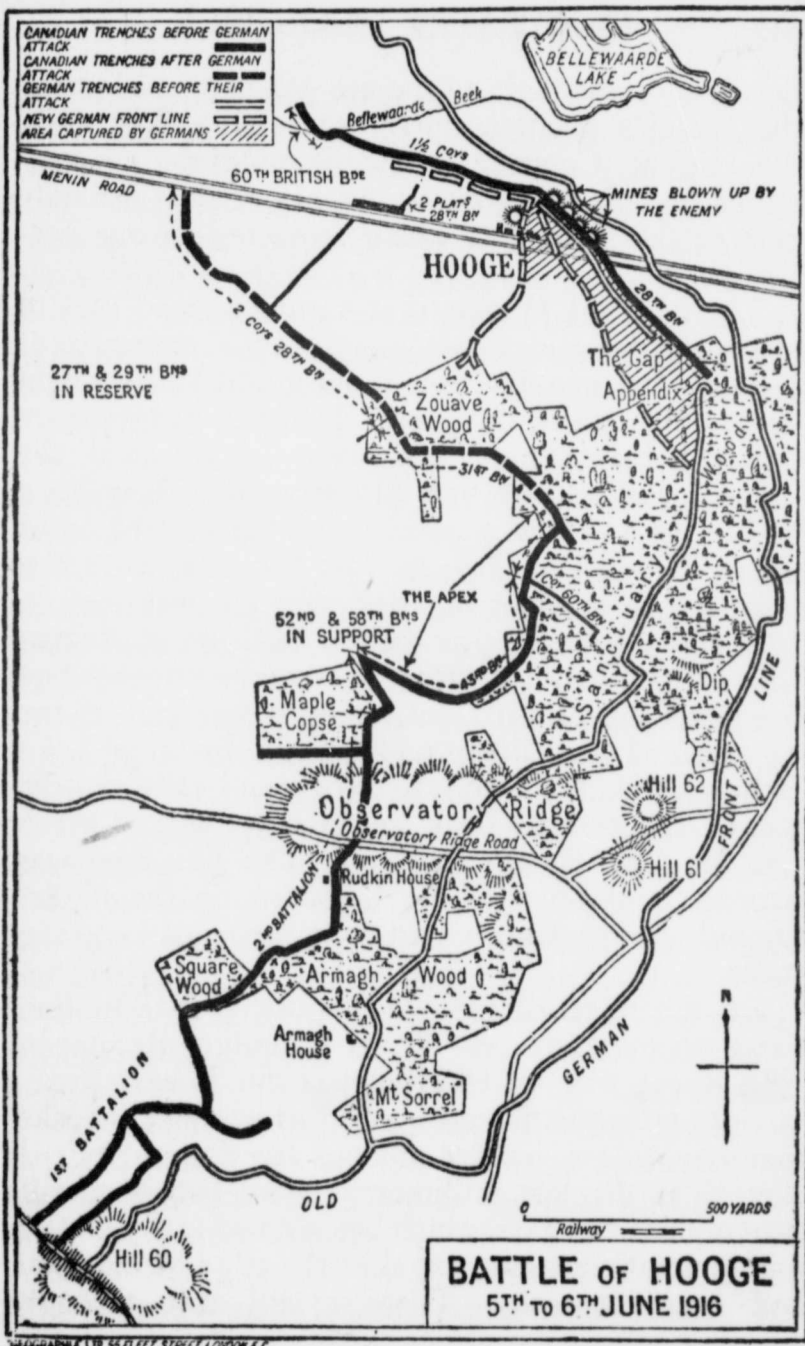 CANADIAN TRENCHES BEFORE GERMAN
ATTACK
CANADIAN TRENCHES AFTER GERMAN
ATTACK
GERMAN TRENCHES BEFORE THEIR
ATTACK
NEW GERMAN FRONT LINE
AREA CAPTURED BY GERMANS
BELLEWAARDE
LAKE
Bellewaarde Beek
1½ COYS
60TH BRITISH BDE
MENIN ROAD
2 PLATS
28TH BN
MINES BLOWN UP BY
THE ENEMY
HOOGE
28TH BN
2 COYS 28TH BN
27TH & 29TH BNS
IN RESERVE
The Gap
Appendix
Zouave
Wood
31ST BN
THE APEX
1 COY 60TH BN
52ND & 58TH BNS
IN SUPPORT
43RD BN
Sanctuary Wood
Maple
Copse
Dip
Hill 62
Observatory Ridge
Observatory Ridge Road
Hill 61
Rudkin House
2ND BATTALION
Square
Wood
Armagh Wood
Armagh
House
Mt Sorrel
N
1ST BATTALION
OLD GERMAN FRONT LINE
Hill 60
0 500 YARDS
Railway
BATTLE OF HOOGE
5TH TO 6TH JUNE 1916